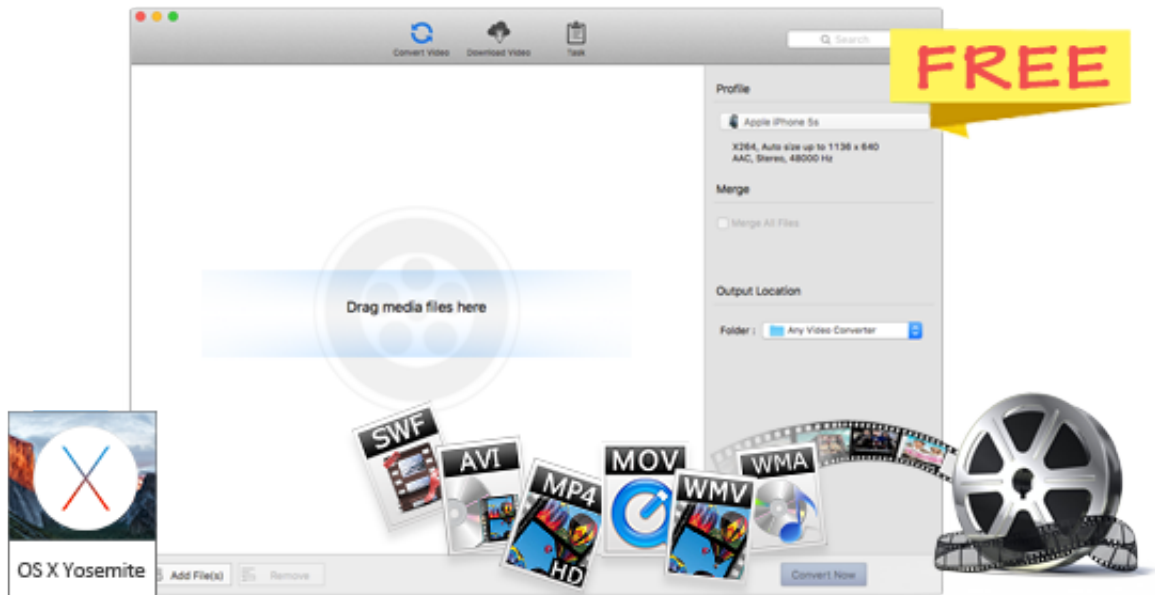 Convert Video
Download Video
Task
Search
FREE
Profile
Apple iPhone 5s
X264, Auto size up to 1136 x 640
AAC, Stereo, 48000 Hz
Merge
Merge All Files
Output Location
Drag media files here
Folder :
Any Video Converter
SWF
AVI
MP4
HD
MOV
WMV
WMA
OS X Yosemite
Add File(s)
Remove
Convert Now